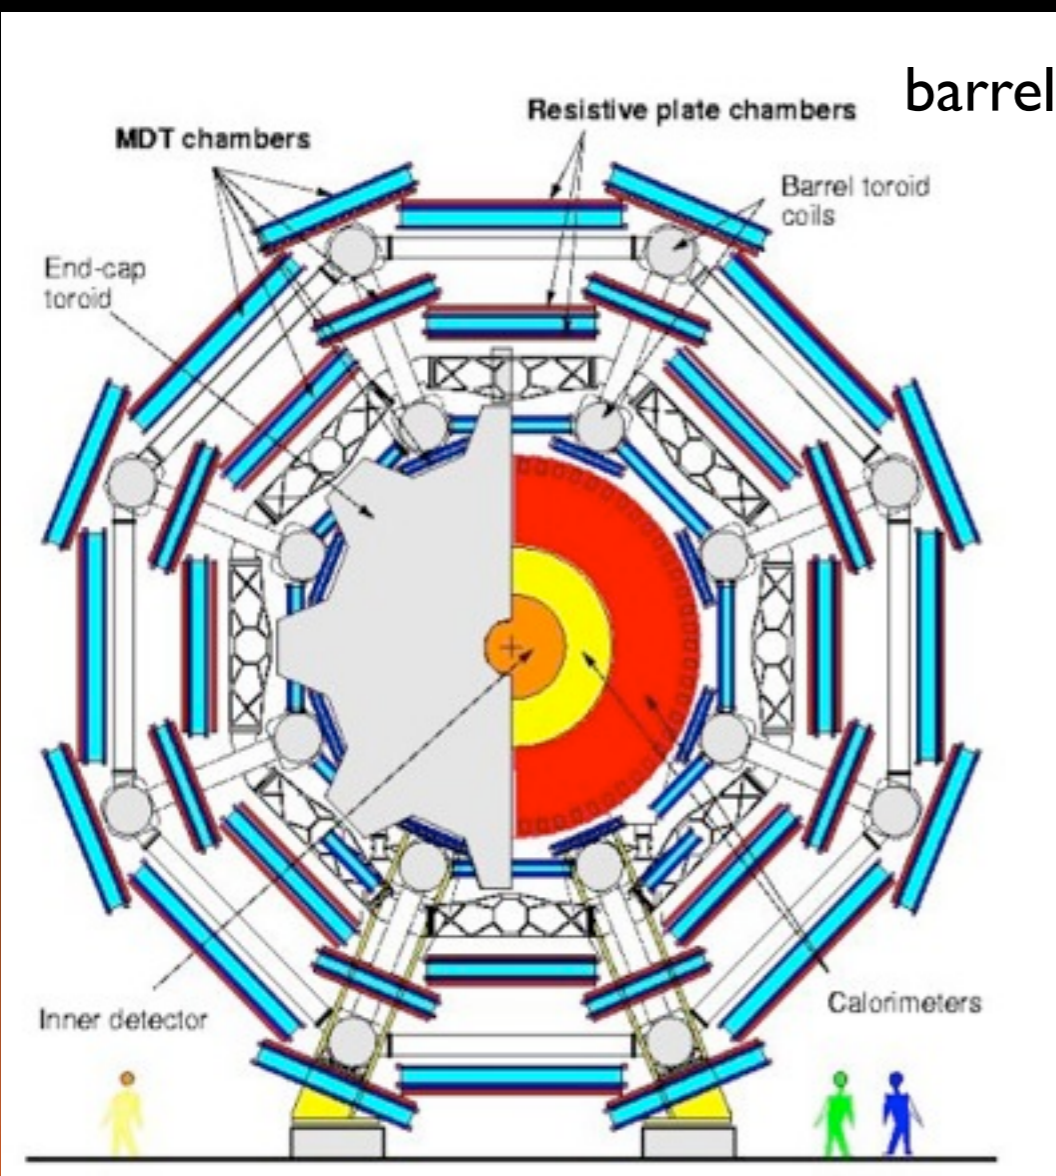 barrel
Resistive plate chambers
MDT chambers
Barrel toroid
coils
End-cap
toroid
Inner detector
Calorimeters